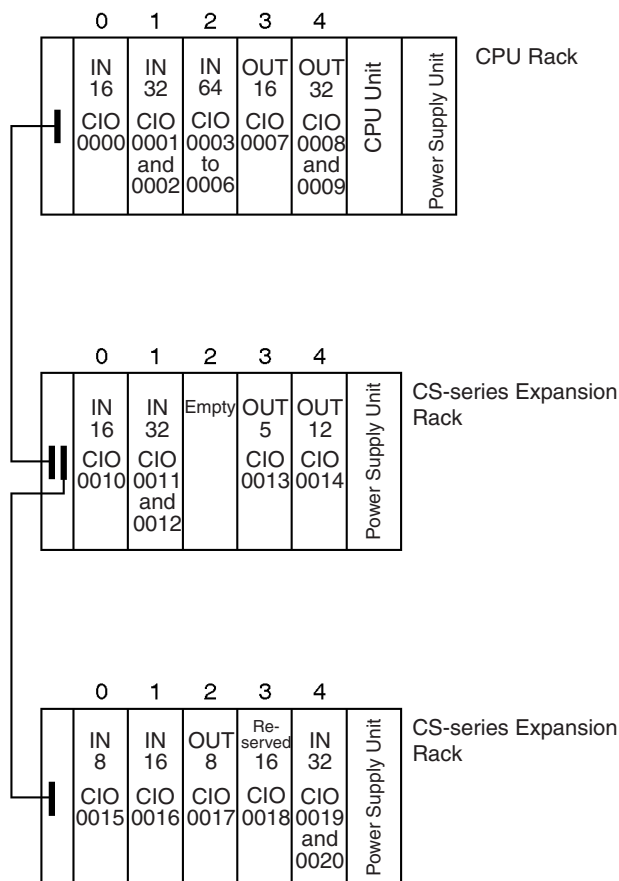 0 1 2 3 4
CPU Rack
IN 16 CIO 0000
IN 32 CIO 0001 and 0002
IN 64 CIO 0003 to 0006
OUT 16 CIO 0007
OUT 32 CIO 0008 and 0009
CPU Unit
Power Supply Unit
0 1 2 3 4
CS-series Expansion
Rack
IN 16 CIO 0010
IN 32 CIO 0011 and 0012
Empty
OUT 5 CIO 0013
OUT 12 CIO 0014
Power Supply Unit
0 1 2 3 4
CS-series Expansion
Rack
IN 8 CIO 0015
IN 16 CIO 0016
OUT 8 CIO 0017
Re-served 16 CIO 0018
IN 32 CIO 0019 and 0020
Power Supply Unit